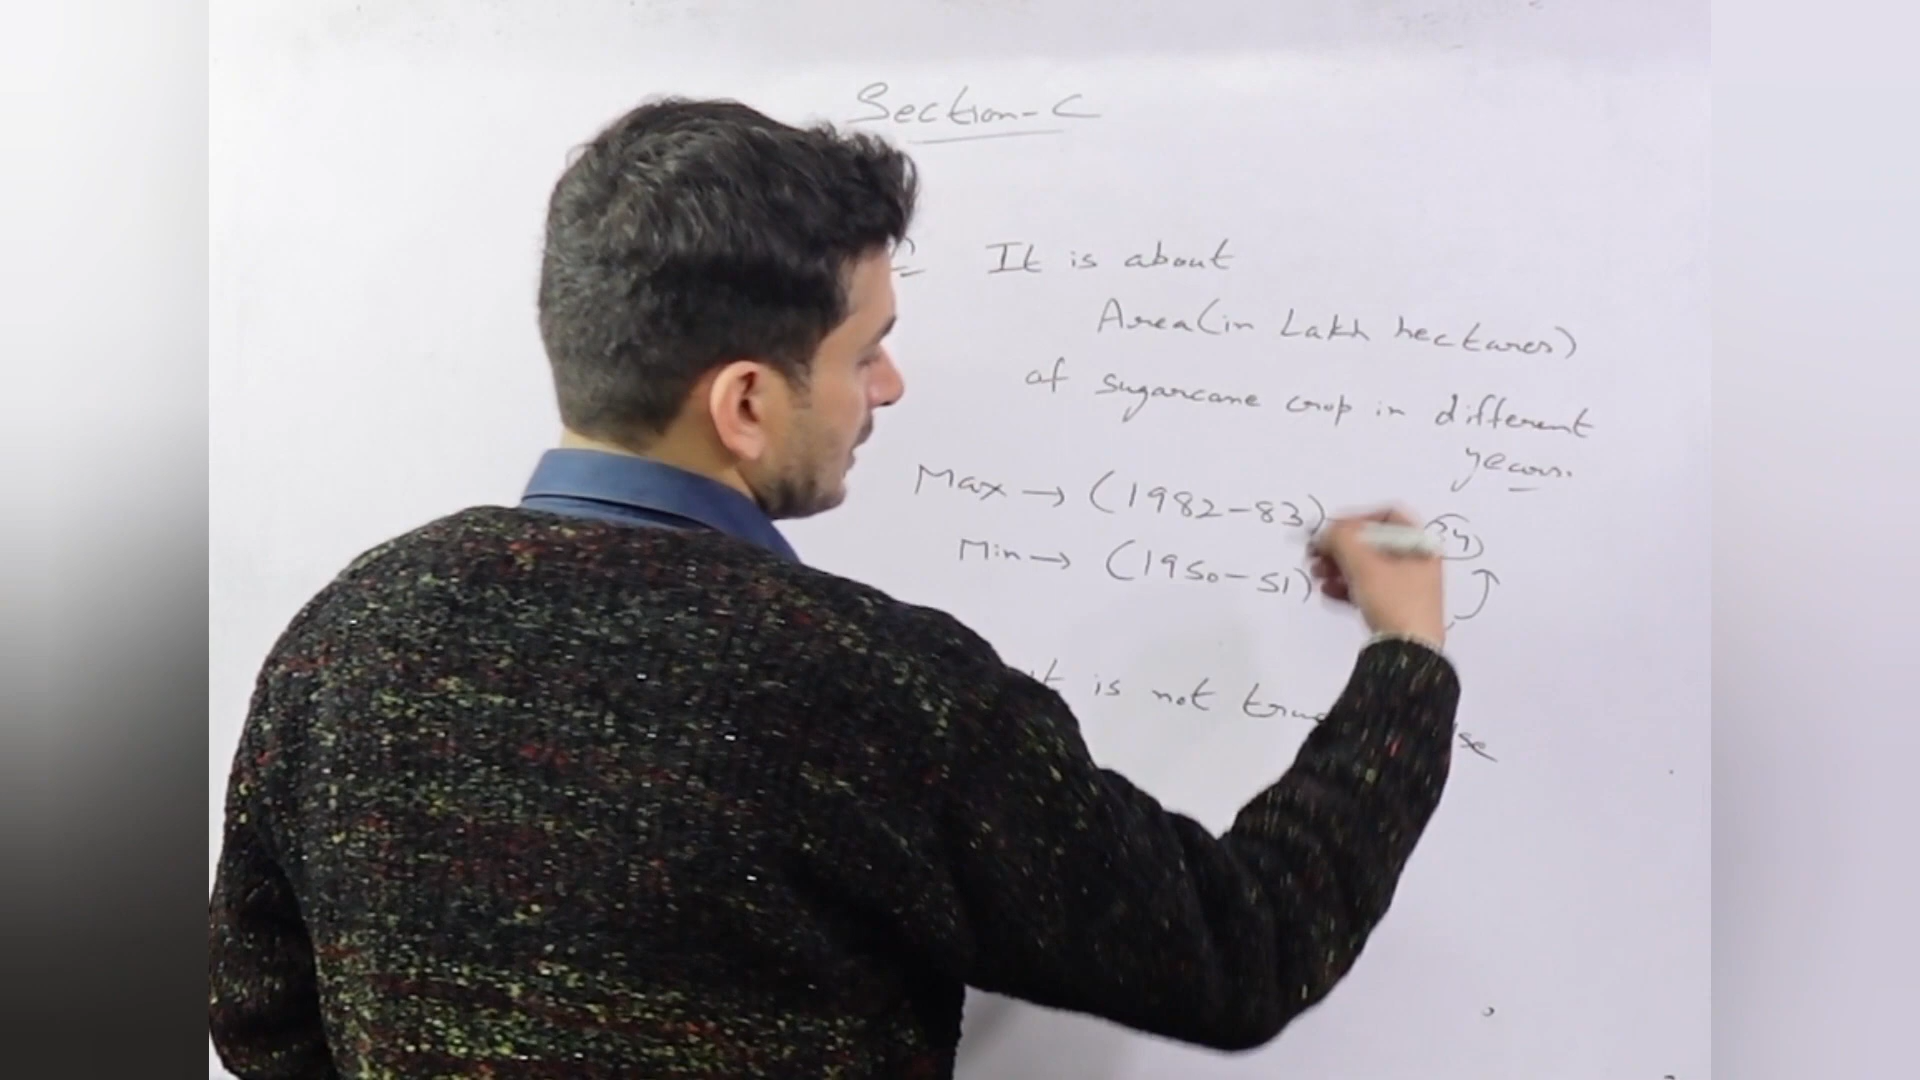 Section-C
It is about
Area(in Lakh hectares)
of sugarcane crop in different
years.
Max → (1982-83)
Min → (1950-51)
is not